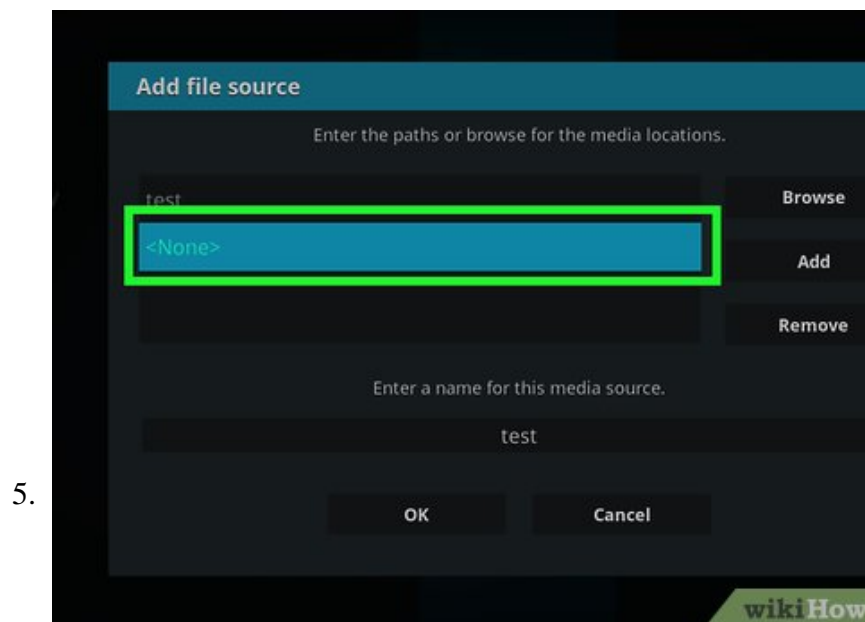 Add file source
Enter the paths or browse for the media locations.
test
Browse
<None>
Add
Remove
Enter a name for this media source.
test
5.
OK
Cancel
wikiHow